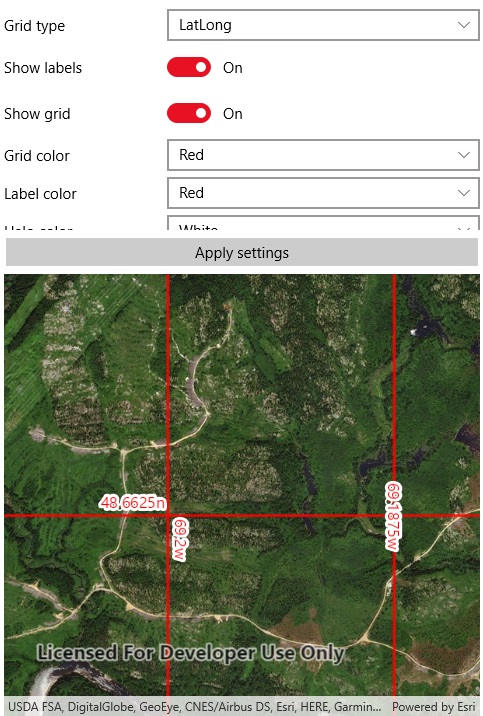 Grid type LatLong
Show labels On
Show grid On
Grid color Red
Label color Red
Halo color White
Apply settings
48.6625n
69.2w
69.1875w
Licensed For Developer Use Only
USDA FSA, DigitalGlobe, GeoEye, CNES/Airbus DS, Esri, HERE, Garmin... Powered by Esri